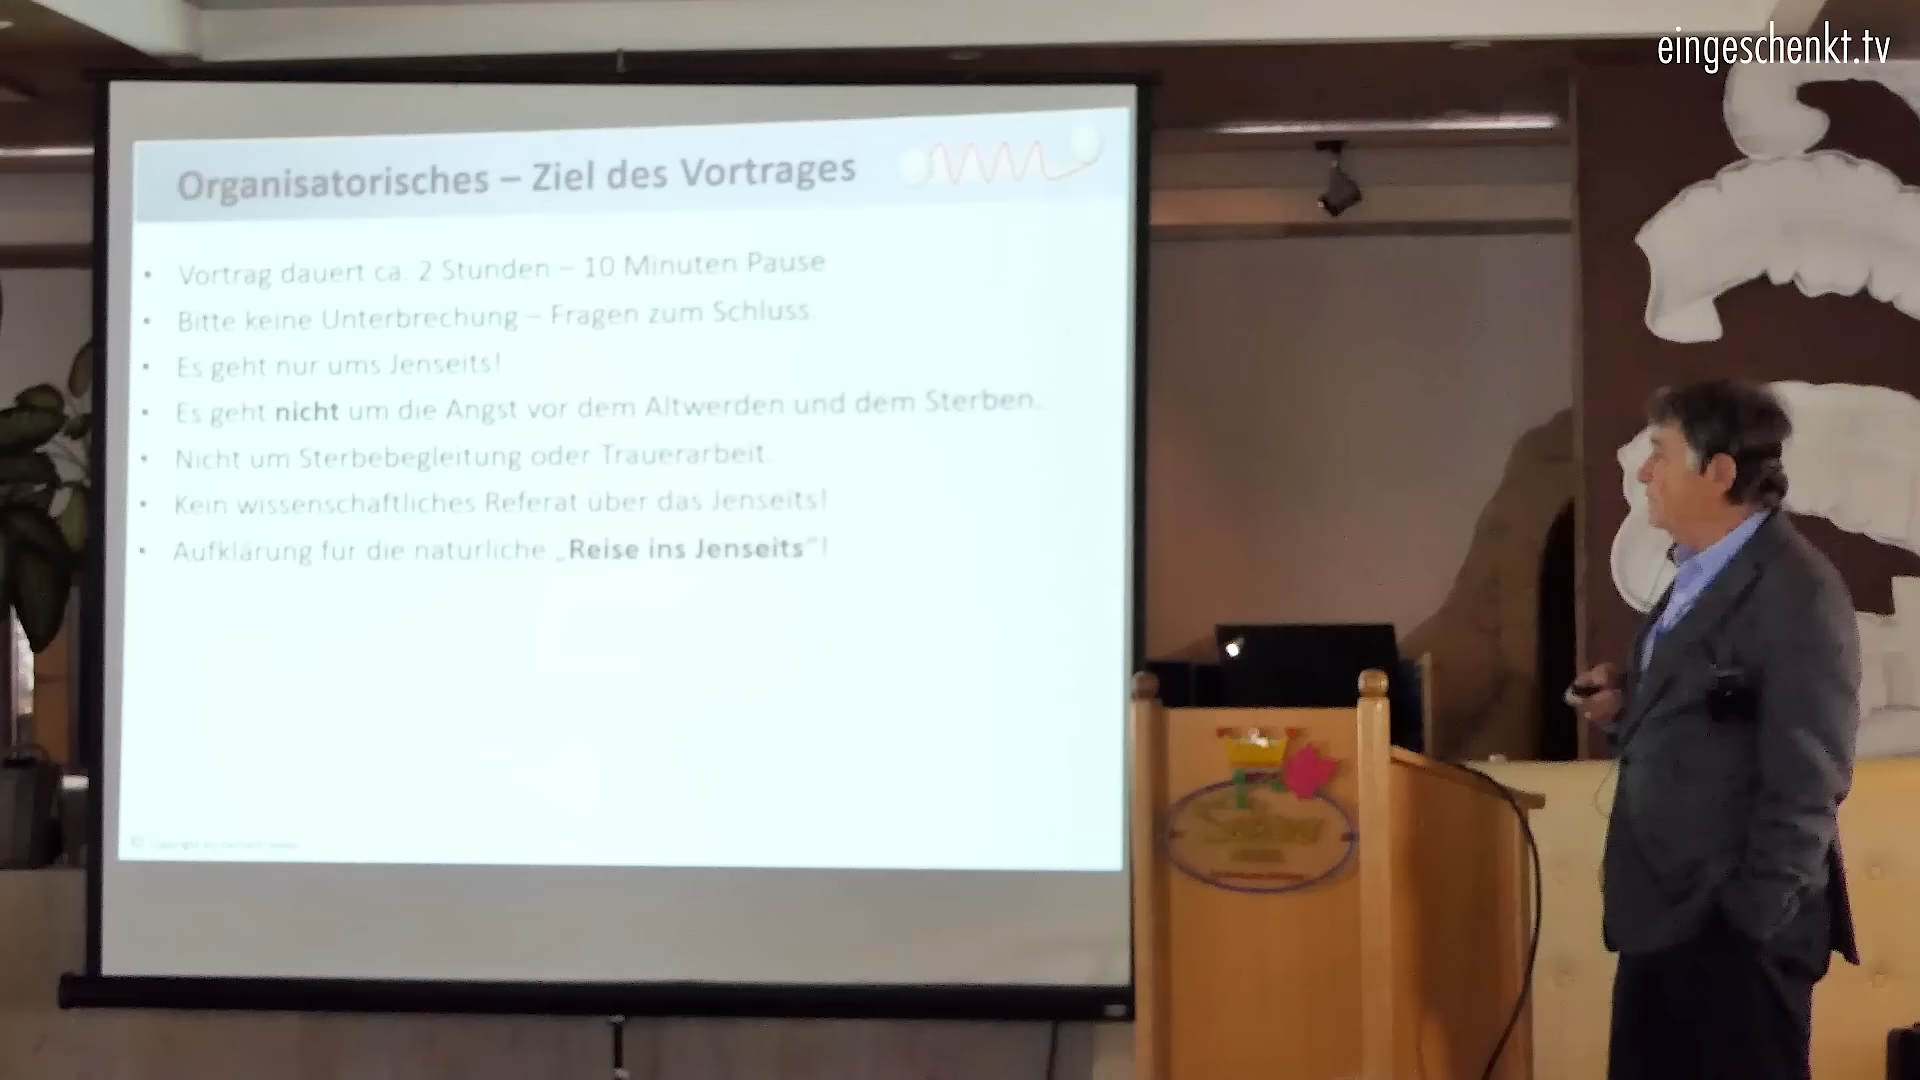 eingeschenkt.tv
Organisatorisches – Ziel des Vortrages
• Vortrag dauert ca. 2 Stunden – 10 Minuten Pause
• Bitte keine Unterbrechung – Fragen zum Schluss.
• Es geht nur ums Jenseits!
• Es geht nicht um die Angst vor dem Altwerden und dem Sterben.
• Nicht um Sterbebegleitung oder Trauerarbeit.
• Kein wissenschaftliches Referat über das Jenseits!
• Aufklärung für die natürliche „Reise ins Jenseits“!